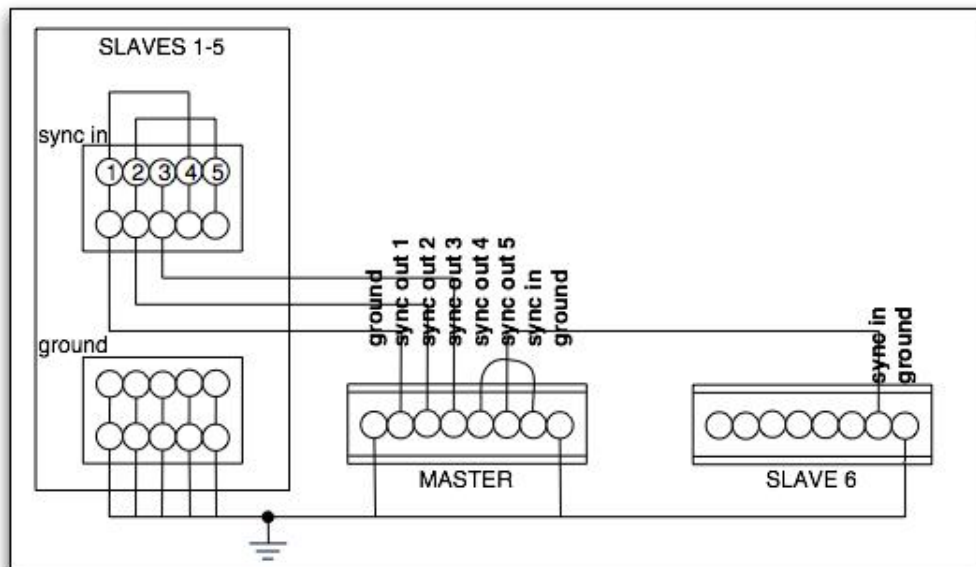 SLAVES 1-5
sync in
1 2 3 4 5
ground
ground
sync out 1
sync out 2
sync out 3
sync out 4
sync out 5
sync in
ground
MASTER
sync in
ground
SLAVE 6